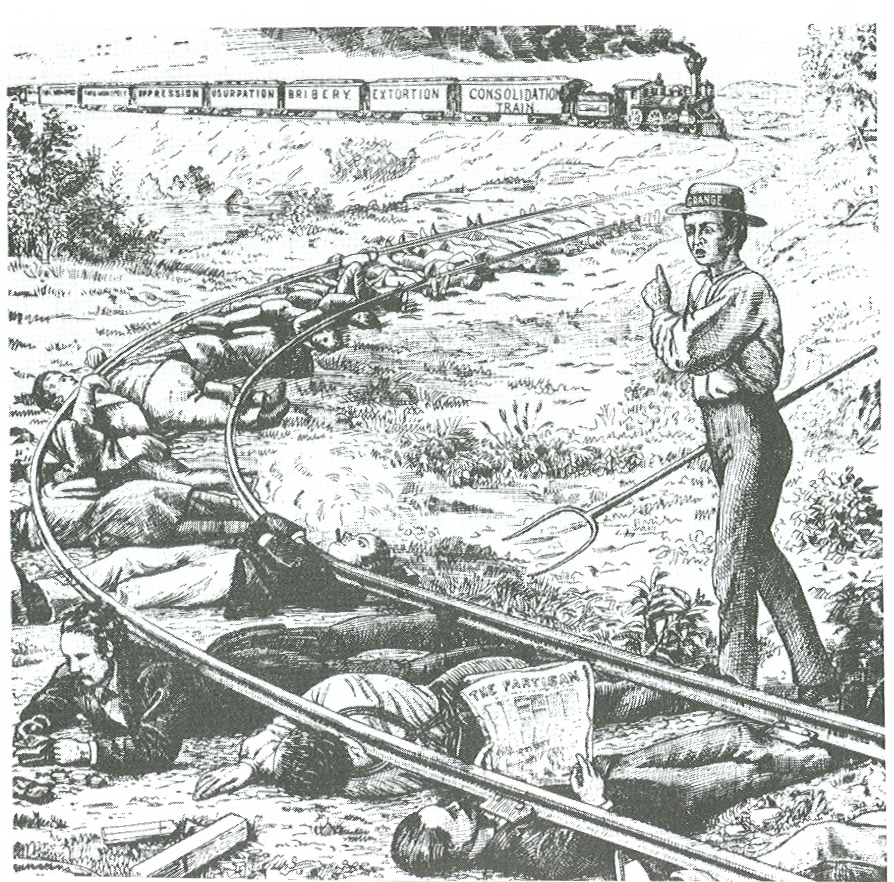 OPPRESSION
USURPATION
BRIBERY.
EXTORTION
CONSOLIDATION
TRAIN
GRANGE
THE PARTISAN